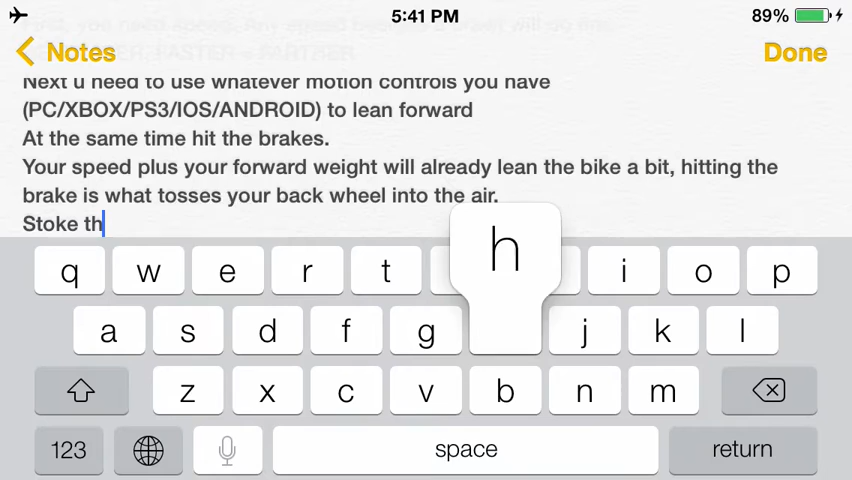 5:41 PM
89%
Notes
Done
Next u need to use whatever motion controls you have
(PC/XBOX/PS3/IOS/ANDROID) to lean forward
At the same time hit the brakes.
Your speed plus your forward weight will already lean the bike a bit, hitting the
brake is what tosses your back wheel into the air.
Stoke th
h
q w e r t i o p
a s d f g j k l
z x c v b n m
123 space return